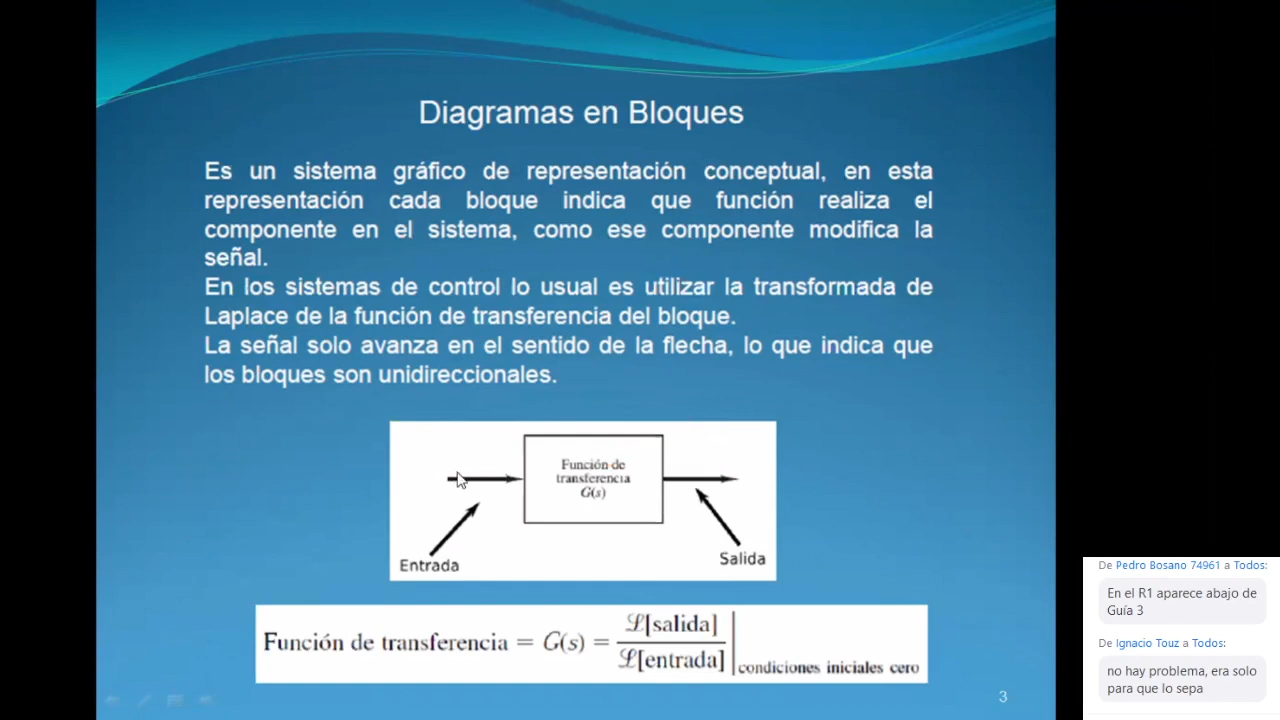 Diagramas en Bloques
Es un sistema gráfico de representación conceptual, en esta
representación cada bloque indica que función realiza el
componente en el sistema, como ese componente modifica la
señal.
En los sistemas de control lo usual es utilizar la transformada de
Laplace de la función de transferencia del bloque.
La señal solo avanza en el sentido de la flecha, lo que indica que
los bloques son unidireccionales.
Función de
transferencia
G(s)
Entrada
Salida
Función de transferencia = G(s) = ℒ[salida] / ℒ[entrada] | condiciones iniciales cero
3
De Pedro Bosano 74961 a Todos:
En el R1 aparece abajo de
Guía 3
De Ignacio Touz a Todos:
no hay problema, era solo
para que lo sepa